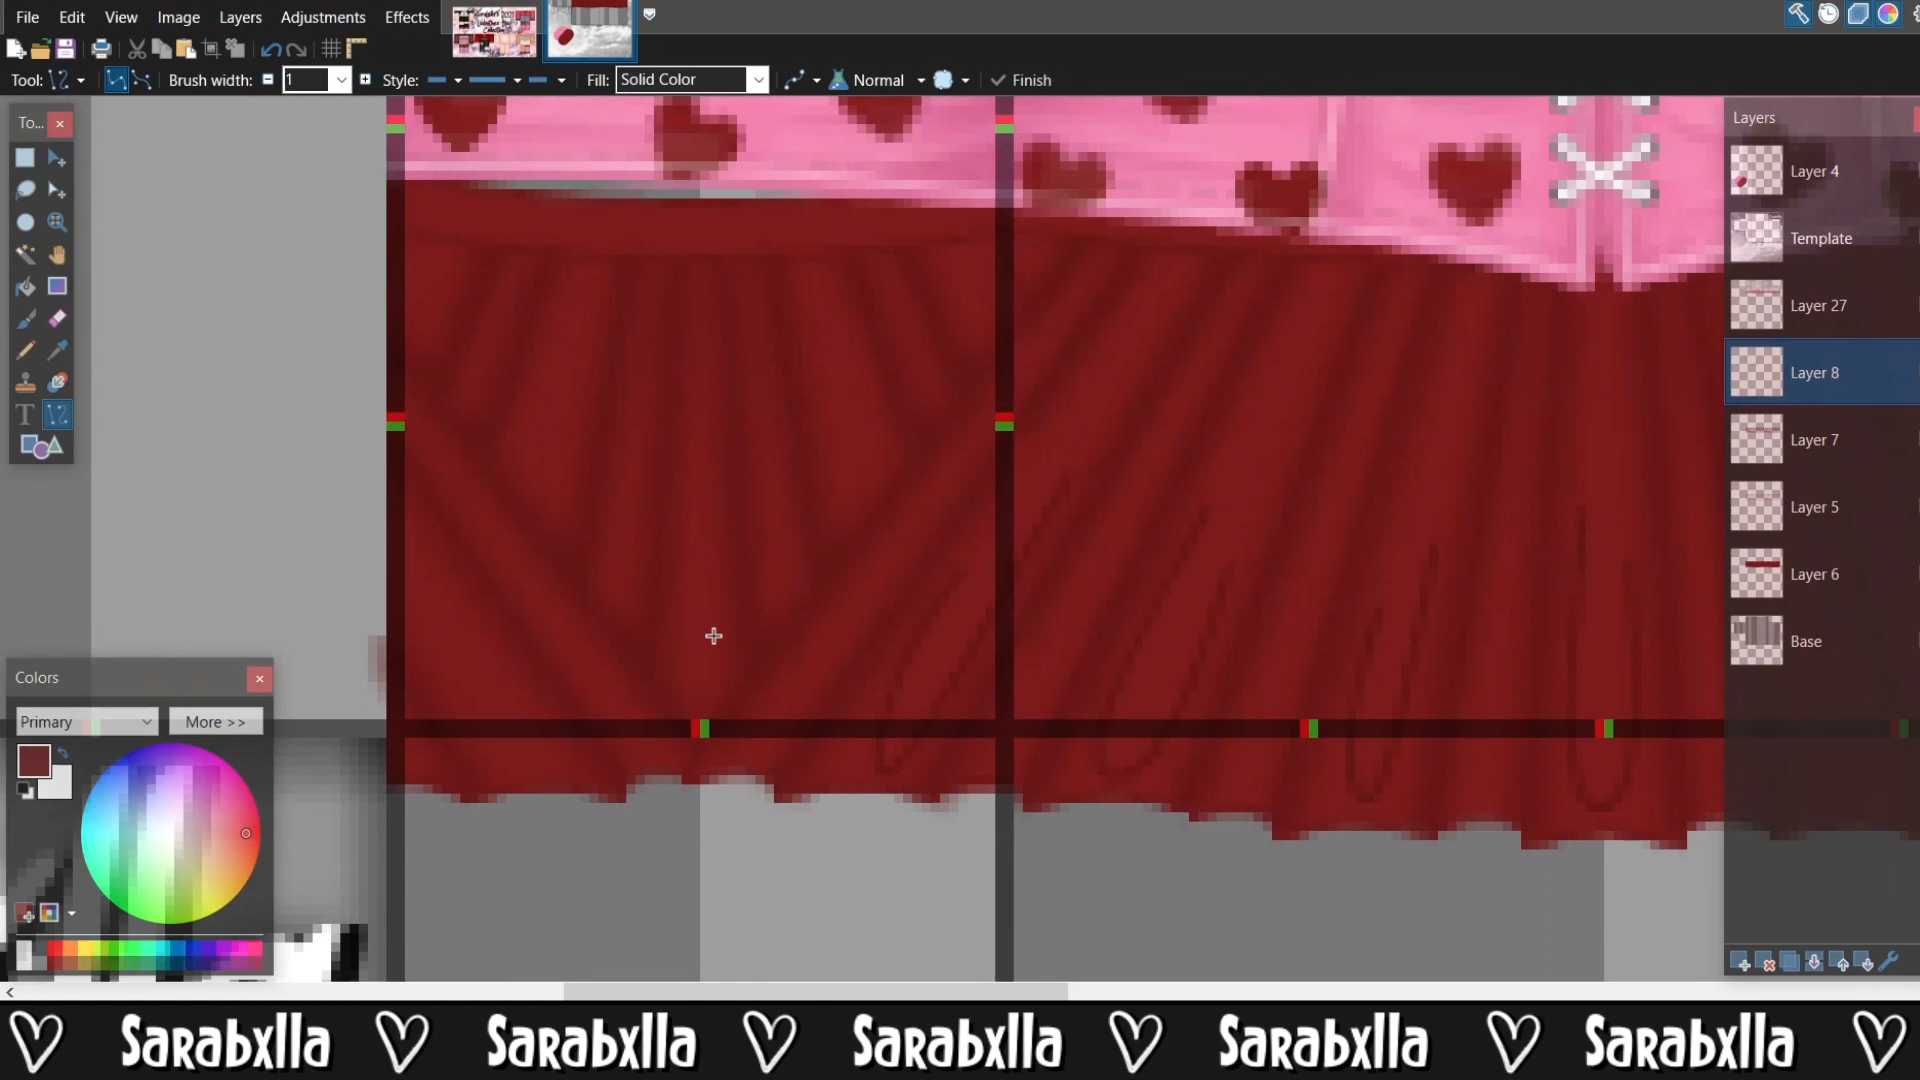 File Edit View Image Layers Adjustments Effects
Tool: Brush width: 1 Style: Fill: Solid Color Normal Finish
To...
Layers
Layer 4
Template
Layer 27
Layer 8
Layer 7
Layer 5
Layer 6
Base
Colors
Primary More >>
Sarabxlla Sarabxlla Sarabxlla Sarabxlla Sarabxlla